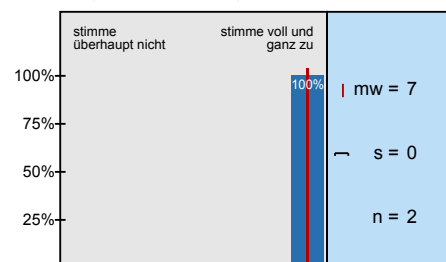 stimme
überhaupt nicht
stimme voll und
ganz zu
100%
75%
50%
25%
100%
mw = 7
s = 0
n = 2